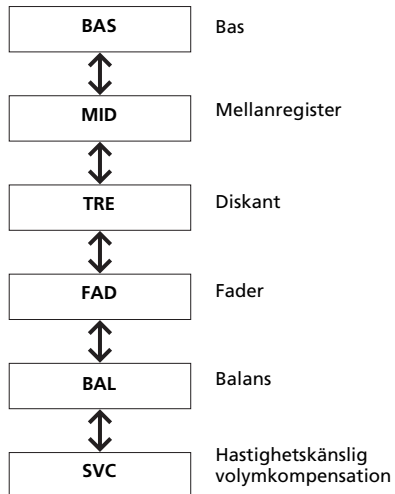 BAS Bas
MID Mellanregister
TRE Diskant
FAD Fader
BAL Balans
SVC Hastighetskänslig
volymkompensation